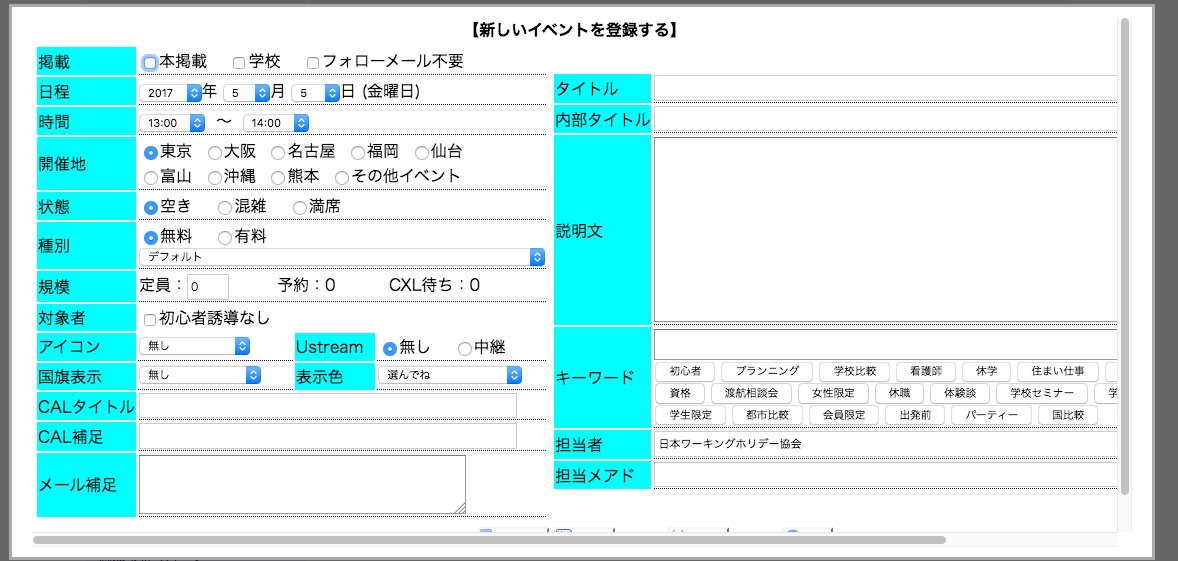 【新しいイベントを登録する】
掲載 本掲載 学校 フォローメール不要
日程 2017 年 5 月 5 日 (金曜日)
時間 13:00 〜 14:00
開催地 東京 大阪 名古屋 福岡 仙台
富山 沖縄 熊本 その他イベント
状態 空き 混雑 満席
種別 無料 有料
デフォルト
規模 定員：0 予約：0 CXL待ち：0
対象者 初心者誘導なし
アイコン 無し Ustream 無し 中継
国旗表示 無し 表示色 選んでね
CALタイトル
CAL補足
メール補足
タイトル
内部タイトル
説明文
キーワード
初心者 プランニング 学校比較 看護師 休学 住まい仕事
資格 渡航相談会 女性限定 休職 体験談 学校セミナー 学
学生限定 都市比較 会員限定 出発前 パーティー 国比較
担当者 日本ワーキングホリデー協会
担当メアド